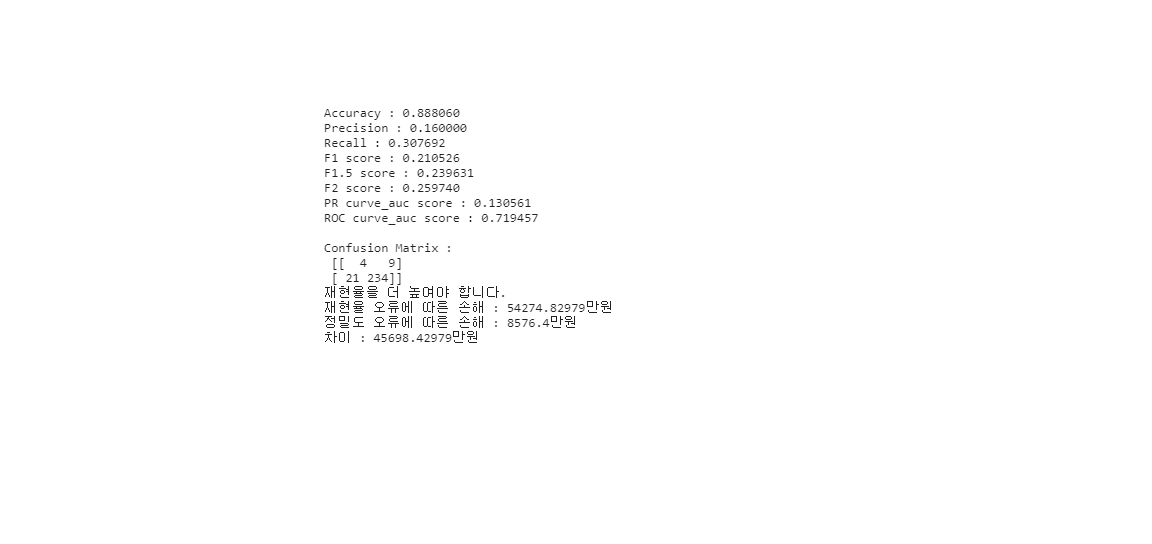 Accuracy : 0.888060
Precision : 0.160000
Recall : 0.307692
F1 score : 0.210526
F1.5 score : 0.239631
F2 score : 0.259740
PR curve_auc score : 0.130561
ROC curve_auc score : 0.719457
Confusion Matrix :
[[  4   9]
[ 21 234]]
재현율을 더 높여야 합니다.
재현율 오류에 따른 손해 : 54274.82979만원
정밀도 오류에 따른 손해 : 8576.4만원
차이 : 45698.42979만원